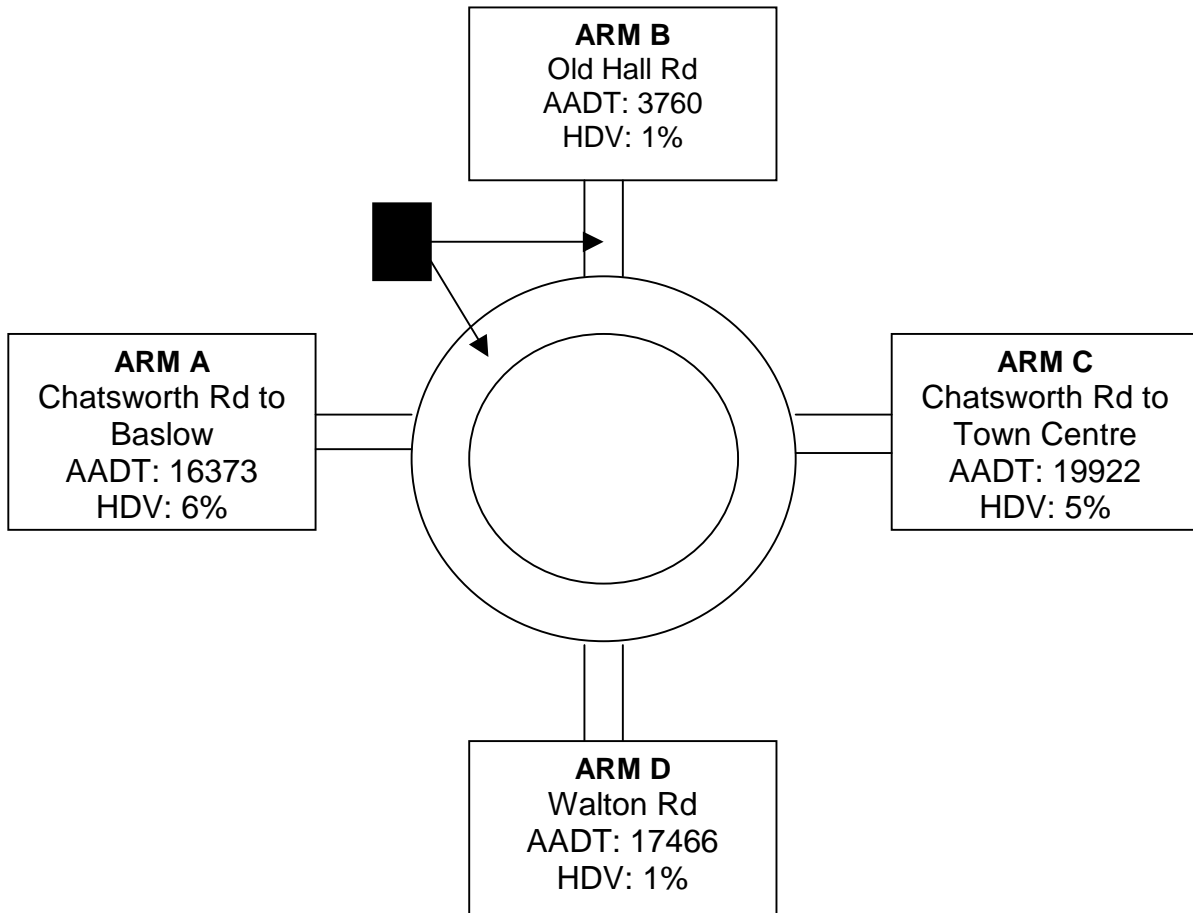 ARM B
Old Hall Rd
AADT: 3760
HDV: 1%
ARM A
Chatsworth Rd to
Baslow
AADT: 16373
HDV: 6%
ARM C
Chatsworth Rd to
Town Centre
AADT: 19922
HDV: 5%
ARM D
Walton Rd
AADT: 17466
HDV: 1%